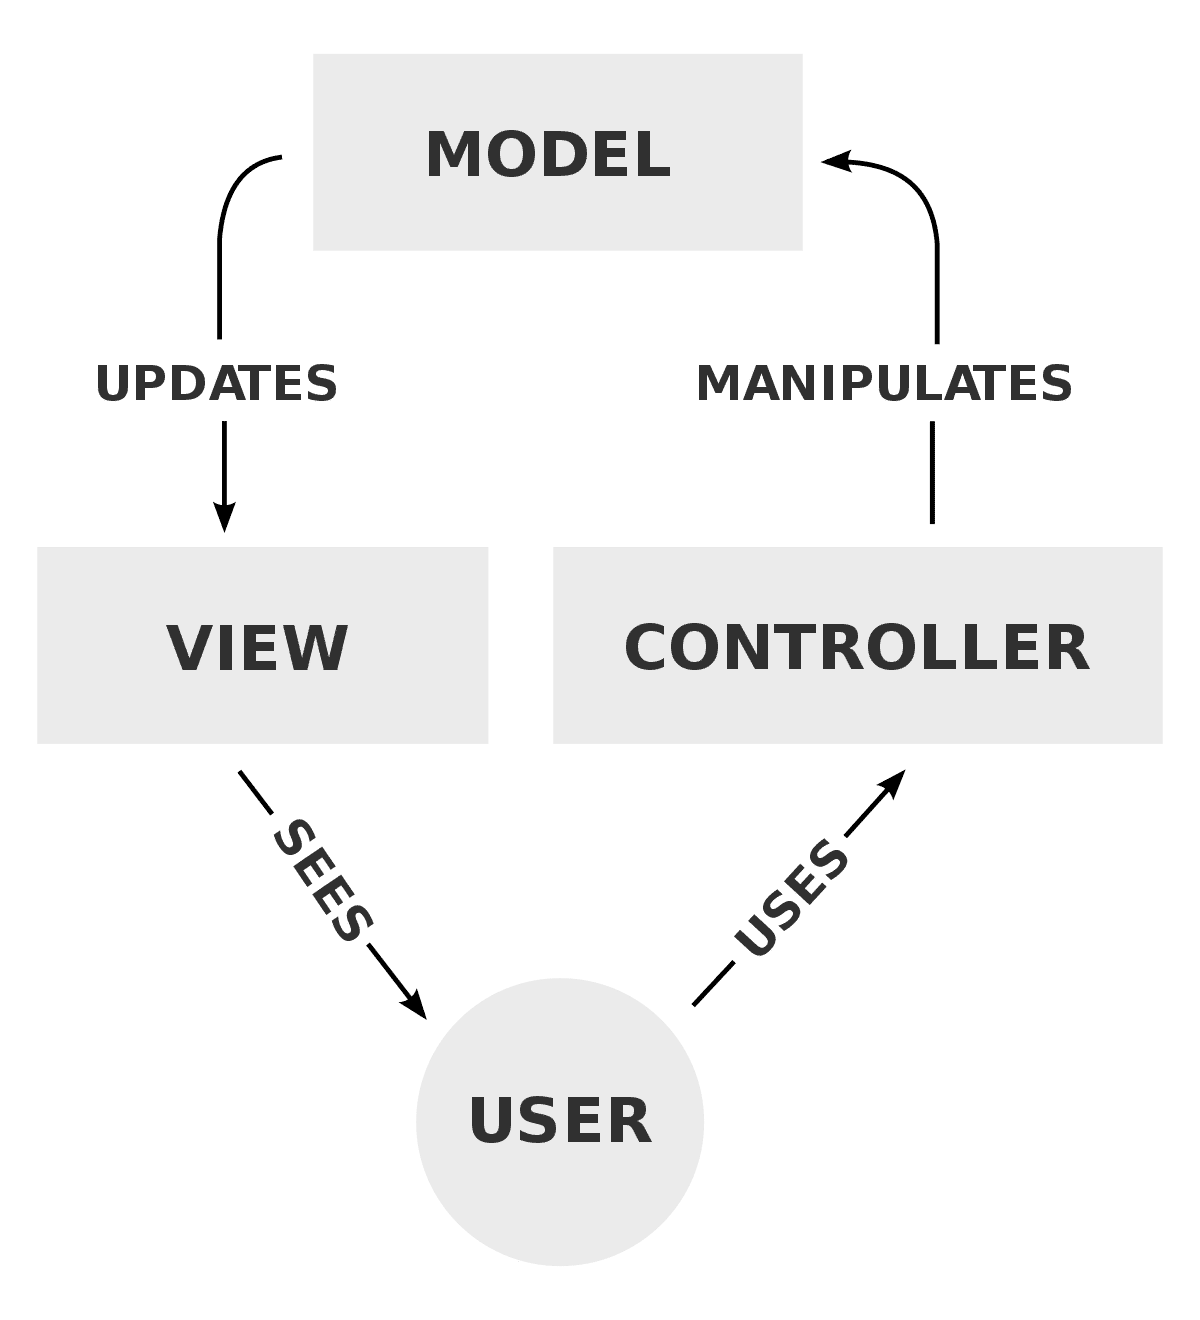 MODEL
UPDATES
MANIPULATES
VIEW
CONTROLLER
SEES
USES
USER